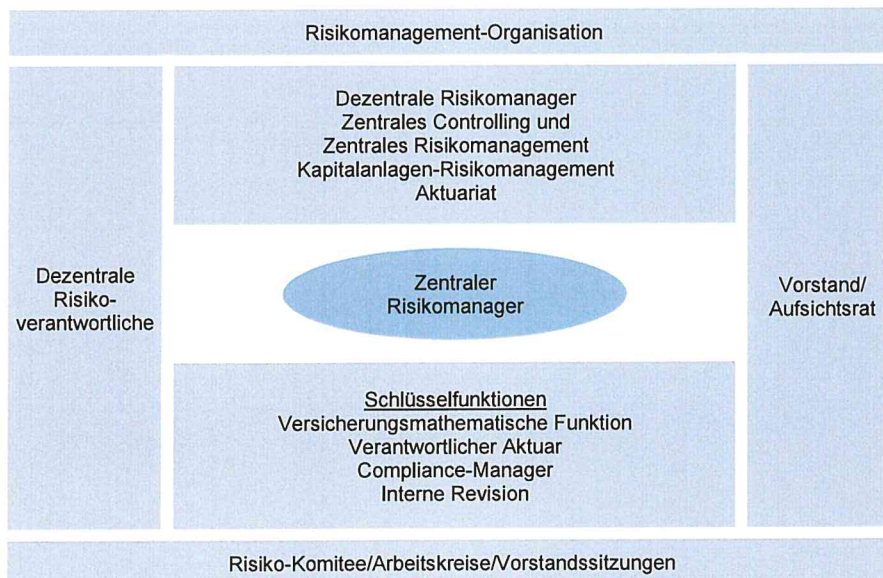 Risikomanagement-Organisation
Dezentrale Risikomanager
Zentrales Controlling und
Zentrales Risikomanagement
Kapitalanlagen-Risikomanagement
Aktuariat
Dezentrale
Risiko-
verantwortliche
Zentraler
Risikomanager
Vorstand/
Aufsichtsrat
Schlüsselfunktionen
Versicherungsmathematische Funktion
Verantwortlicher Aktuar
Compliance-Manager
Interne Revision
Risiko-Komitee/Arbeitskreise/Vorstandssitzungen